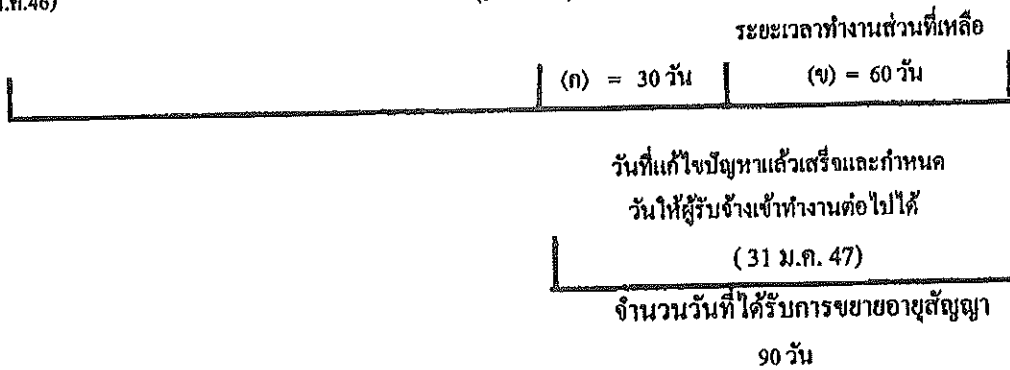 ระยะเวลาทำงานส่วนที่เหลือ
(ก) = 30 วัน (ข) = 60 วัน
วันที่แก้ไขปัญหาแล้วเสร็จและกำหนด
วันให้ผู้รับจ้างเข้าทำงานต่อไปได้
( 31 ม.ค. 47)
จำนวนวันที่ได้รับการขยายอายุสัญญา
90 วัน